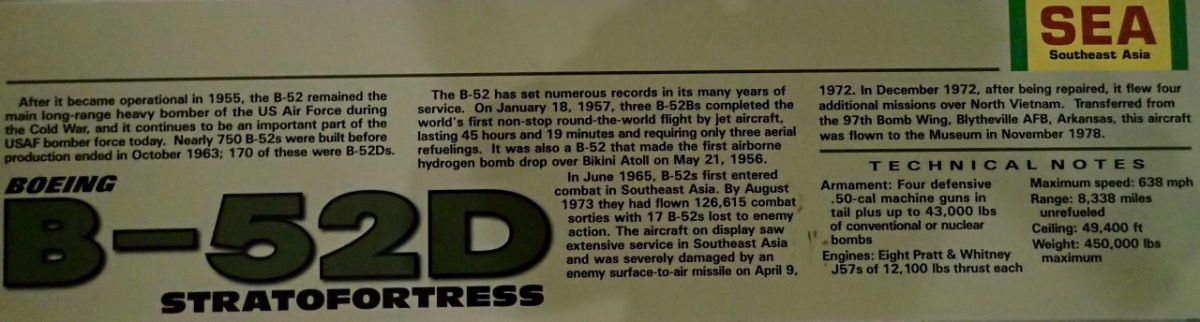 SEA
Southeast Asia
After it became operational in 1955, the B-52 remained the
main long-range heavy bomber of the US Air Force during
the Cold War, and it continues to be an important part of the
USAF bomber force today. Nearly 750 B-52s were built before
production ended in October 1963; 170 of these were B-52Ds.
BOEING
B-52D
STRATOFORTRESS
The B-52 has set numerous records in its many years of
service. On January 18, 1957, three B-52Bs completed the
world's first non-stop round-the-world flight by jet aircraft,
lasting 45 hours and 19 minutes and requiring only three aerial
refuelings. It was also a B-52 that made the first airborne
hydrogen bomb drop over Bikini Atoll on May 21, 1956.
In June 1965, B-52s first entered
combat in Southeast Asia. By August
1973 they had flown 126,615 combat
sorties with 17 B-52s lost to enemy
action. The aircraft on display saw
extensive service in Southeast Asia
and was severely damaged by an
enemy surface-to-air missile on April 9,
1972. In December 1972, after being repaired, it flew four
additional missions over North Vietnam. Transferred from
the 97th Bomb Wing, Blytheville AFB, Arkansas, this aircraft
was flown to the Museum in November 1978.
TECHNICAL NOTES
Armament: Four defensive
.50-cal machine guns in
tail plus up to 43,000 lbs
of conventional or nuclear
bombs
Engines: Eight Pratt & Whitney
J57s of 12,100 lbs thrust each
Maximum speed: 638 mph
Range: 8,338 miles
unrefueled
Ceiling: 49,400 ft
Weight: 450,000 lbs
maximum